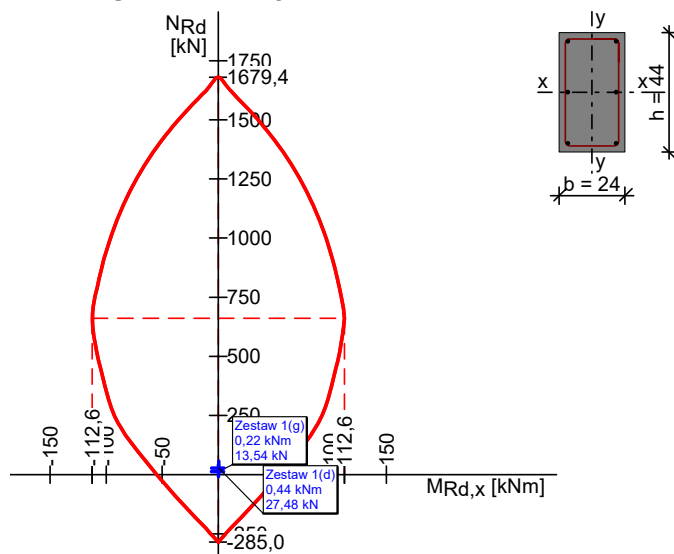 NRd
[kN]
1750
1679,4
1500
1250
1000
750
500
250
-150
-112,6
-100
-50
100
112,6
150
MRd,x [kNm]
Zestaw 1(g)
0,22 kNm
13,54 kN
Zestaw 1(d)
0,44 kNm
27,48 kN
-285,0
y
x
x
y
h = 44
b = 24